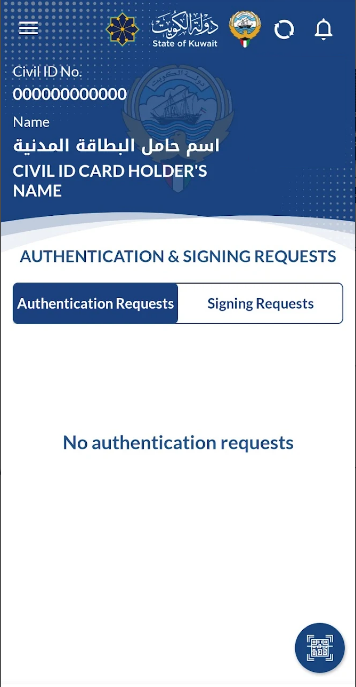 دولة الكويت
State of Kuwait
Civil ID No.
000000000000
Name
اسم حامل البطاقة المدنية
CIVIL ID CARD HOLDER'S
NAME
AUTHENTICATION & SIGNING REQUESTS
Authentication Requests
Signing Requests
No authentication requests